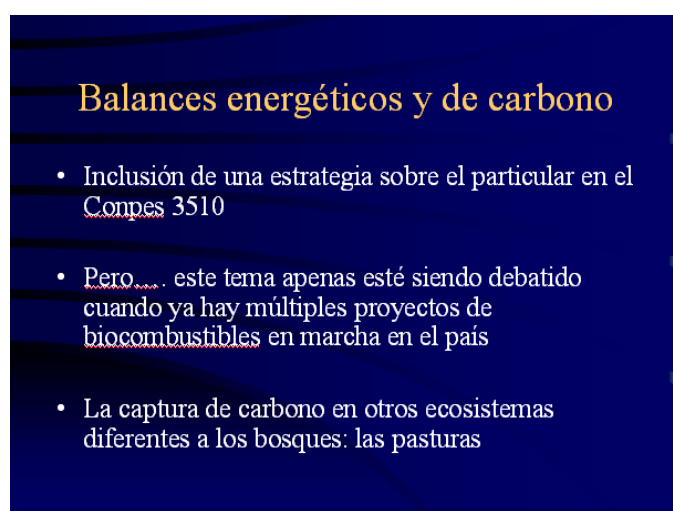 Balances energéticos y de carbono
• Inclusión de una estrategia sobre el particular en el
Conpes 3510
• Pero.... . este tema apenas esté siendo debatido
cuando ya hay múltiples proyectos de
biocombustibles en marcha en el país
• La captura de carbono en otros ecosistemas
diferentes a los bosques: las pasturas